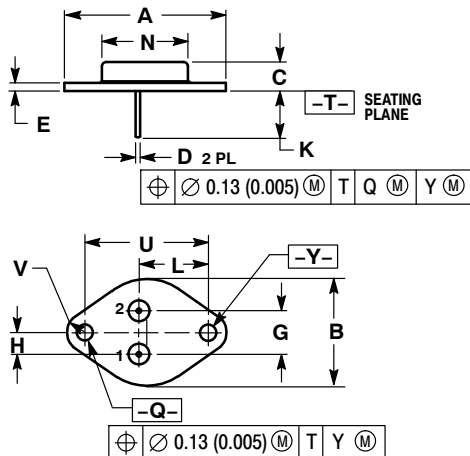 A
N
C
E
-T- SEATING PLANE
K
D 2 PL
⌖ ∅ 0.13 (0.005) Ⓜ T Q Ⓜ Y Ⓜ
U
V
L
-Y-
2
H
G
B
1
-Q-
⌖ ∅ 0.13 (0.005) Ⓜ T Y Ⓜ